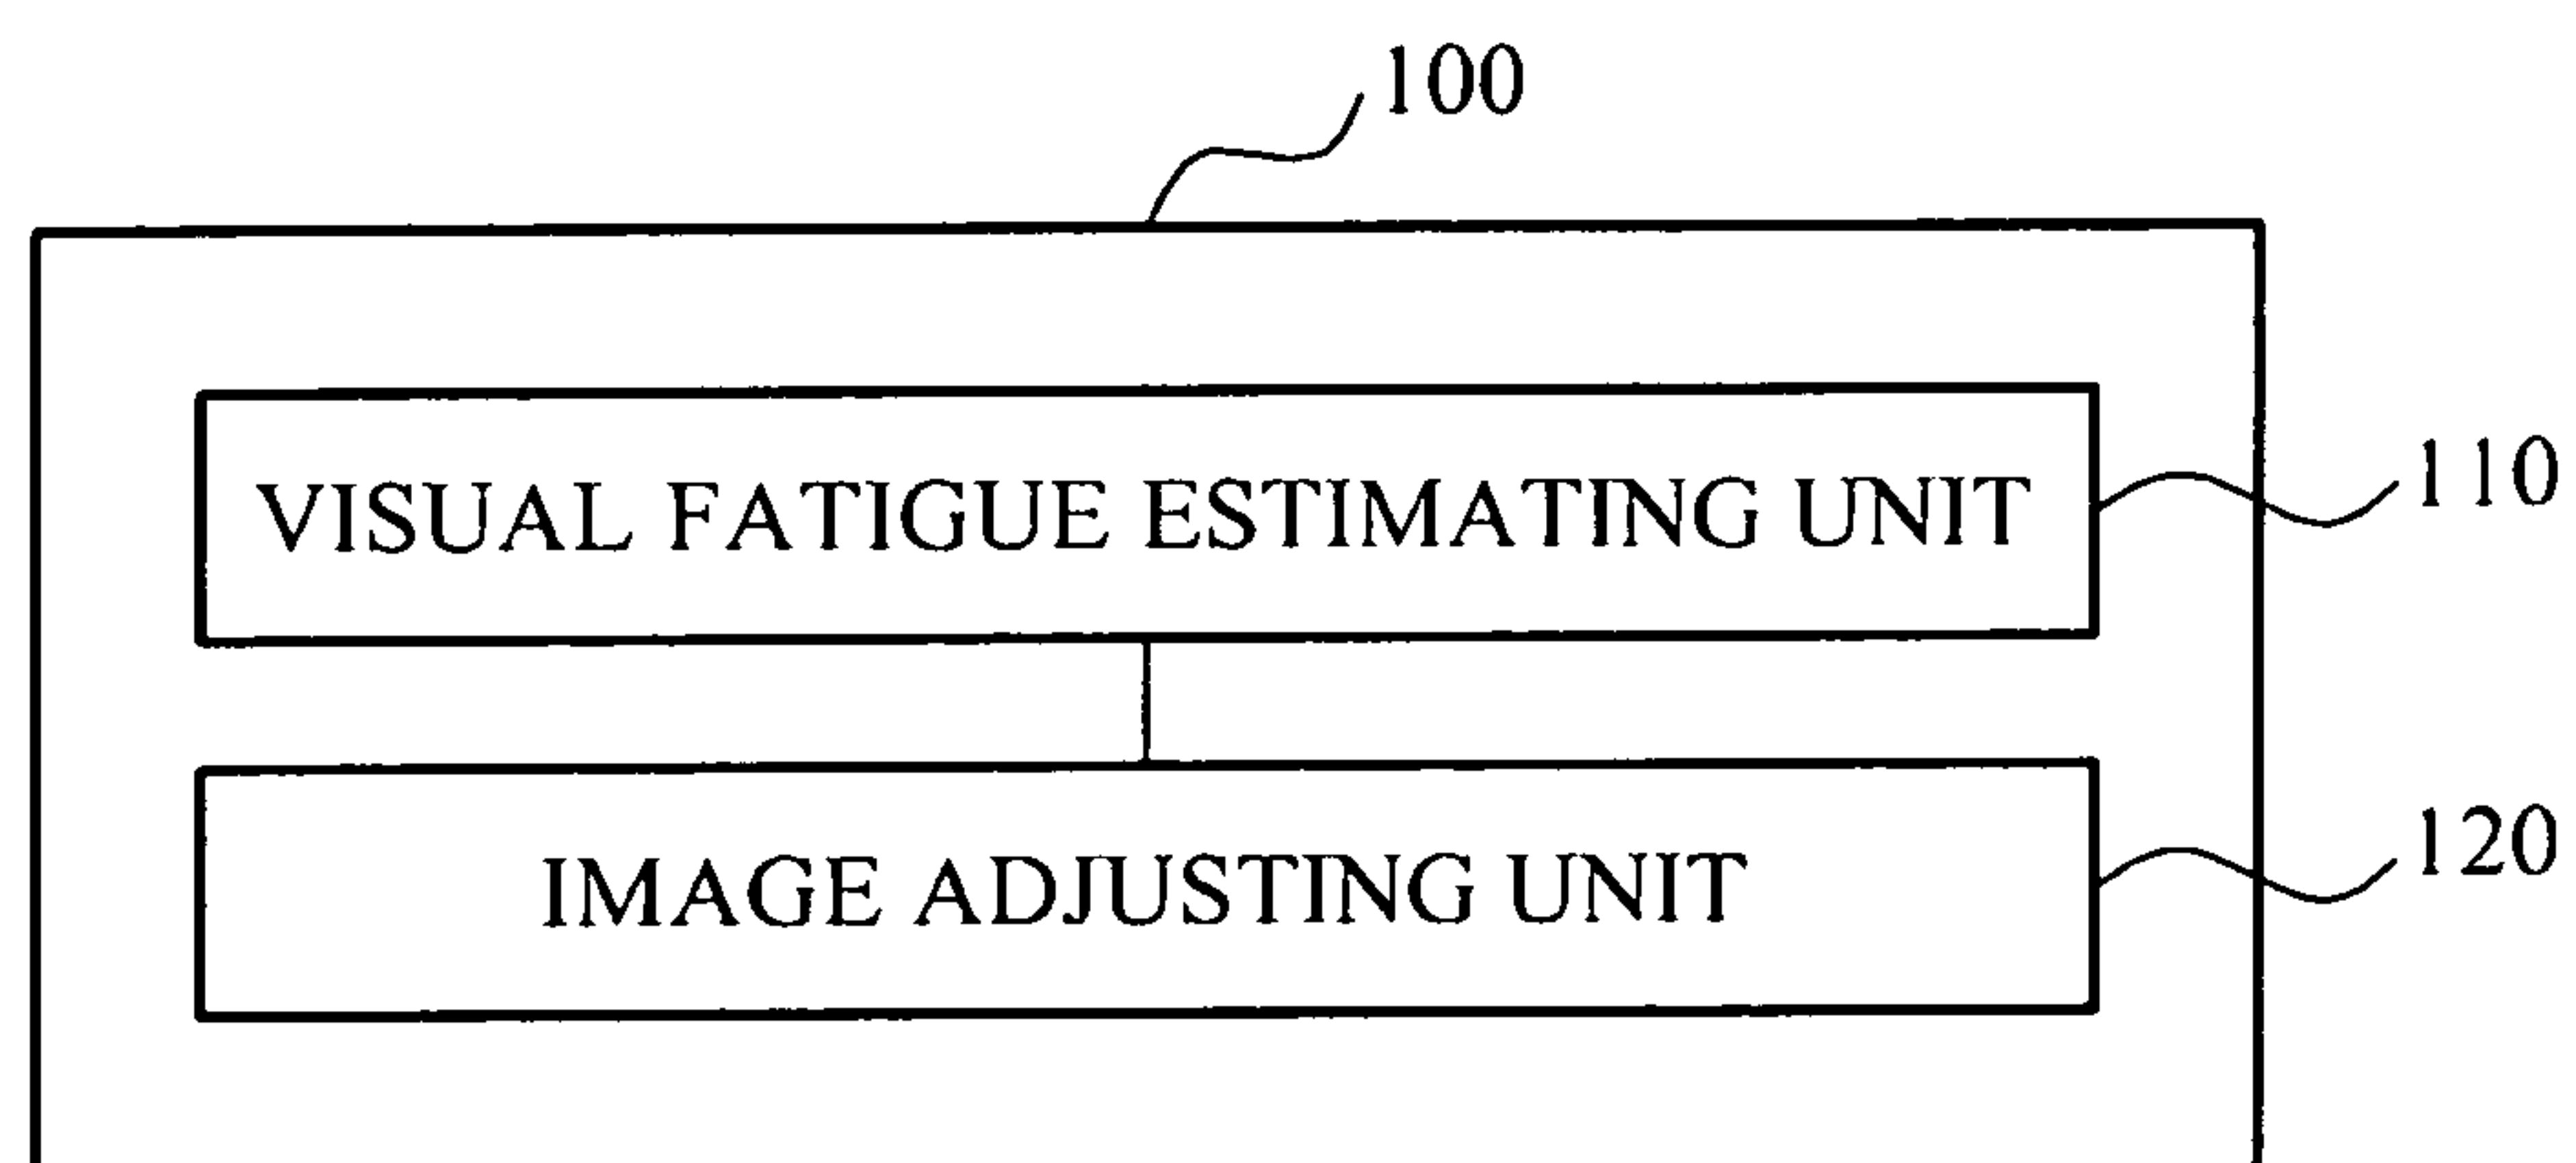 100
VISUAL FATIGUE ESTIMATING UNIT
110
IMAGE ADJUSTING UNIT
120